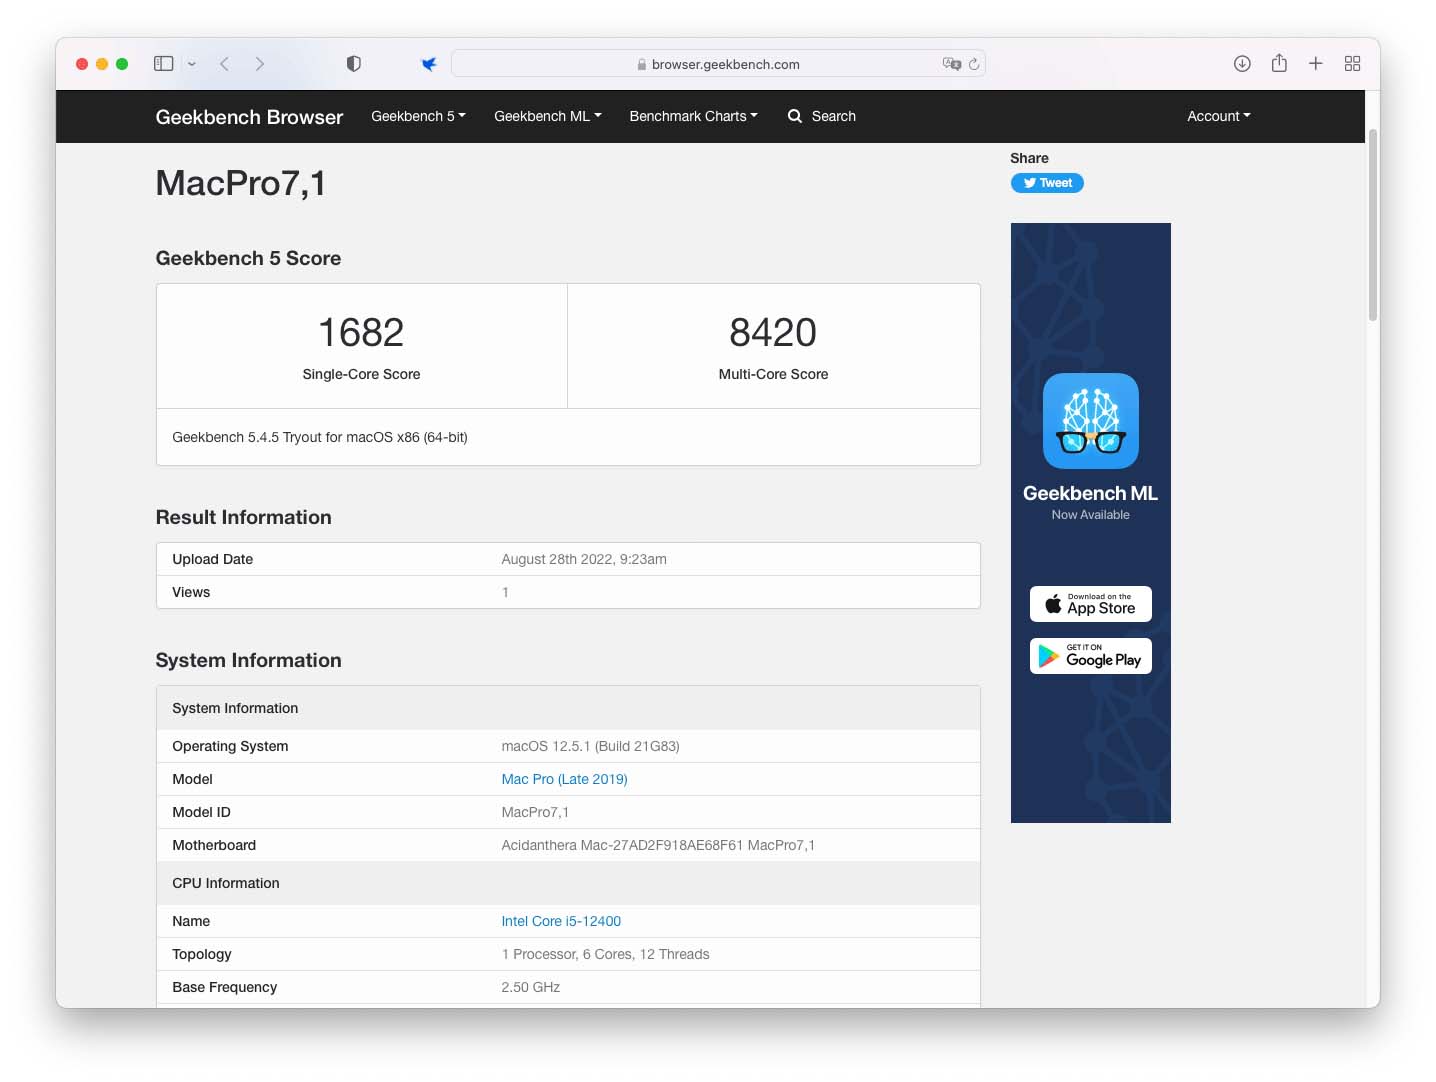 browser.geekbench.com
Geekbench Browser Geekbench 5 Geekbench ML Benchmark Charts Search Account
MacPro7,1
Share
Tweet
Geekbench 5 Score
1682 8420
Single-Core Score Multi-Core Score
Geekbench 5.4.5 Tryout for macOS x86 (64-bit)
Result Information
Upload Date August 28th 2022, 9:23am
Views 1
System Information
System Information
Operating System macOS 12.5.1 (Build 21G83)
Model Mac Pro (Late 2019)
Model ID MacPro7,1
Motherboard Acidanthera Mac-27AD2F918AE68F61 MacPro7,1
CPU Information
Name Intel Core i5-12400
Topology 1 Processor, 6 Cores, 12 Threads
Base Frequency 2.50 GHz
Geekbench ML
Now Available
Download on the
App Store
GET IT ON
Google Play